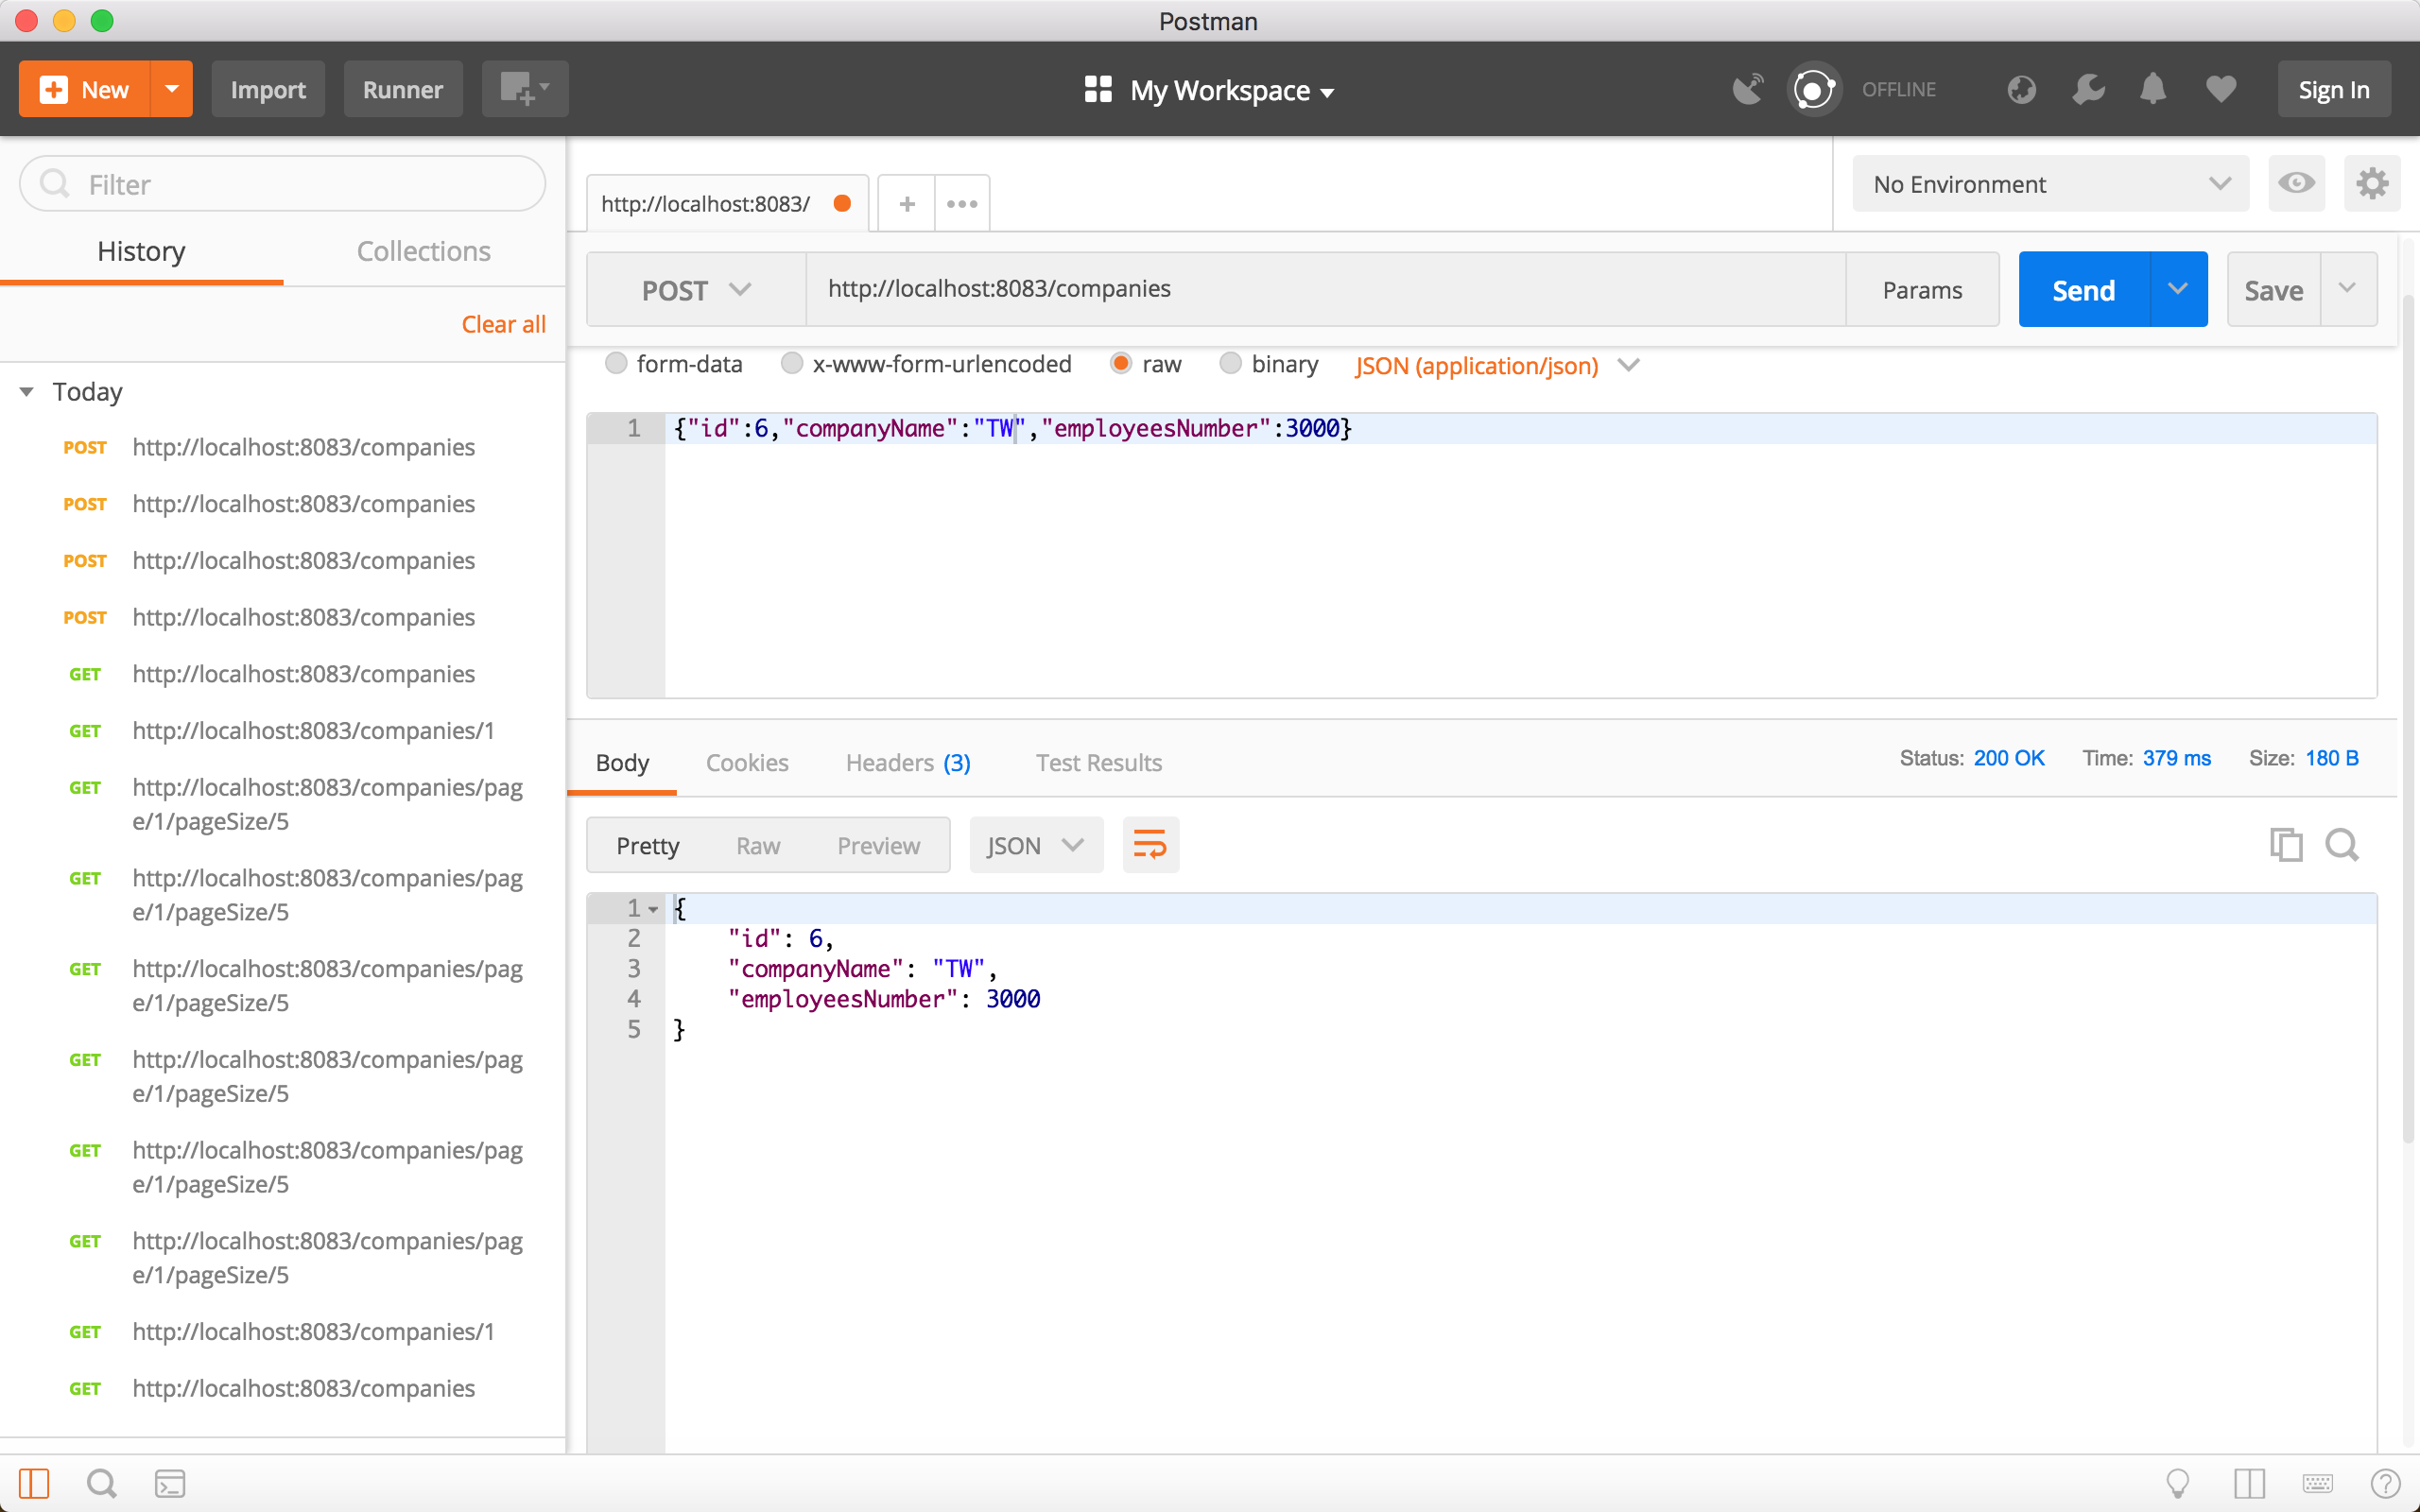 Postman
New
Import
Runner
My Workspace
OFFLINE
Sign In
Filter
History
Collections
Clear all
Today
POST http://localhost:8083/companies
POST http://localhost:8083/companies
POST http://localhost:8083/companies
POST http://localhost:8083/companies
GET http://localhost:8083/companies
GET http://localhost:8083/companies/1
GET http://localhost:8083/companies/pag
e/1/pageSize/5
GET http://localhost:8083/companies/pag
e/1/pageSize/5
GET http://localhost:8083/companies/pag
e/1/pageSize/5
GET http://localhost:8083/companies/pag
e/1/pageSize/5
GET http://localhost:8083/companies/pag
e/1/pageSize/5
GET http://localhost:8083/companies/pag
e/1/pageSize/5
GET http://localhost:8083/companies/1
GET http://localhost:8083/companies
http://localhost:8083/
No Environment
POST
http://localhost:8083/companies
Params
Send
Save
form-data
x-www-form-urlencoded
raw
binary
JSON (application/json)
1 {"id":6,"companyName":"TW","employeesNumber":3000}
Body
Cookies
Headers (3)
Test Results
Status: 200 OK
Time: 379 ms
Size: 180 B
Pretty
Raw
Preview
JSON
1 {
2 "id": 6,
3 "companyName": "TW",
4 "employeesNumber": 3000
5 }